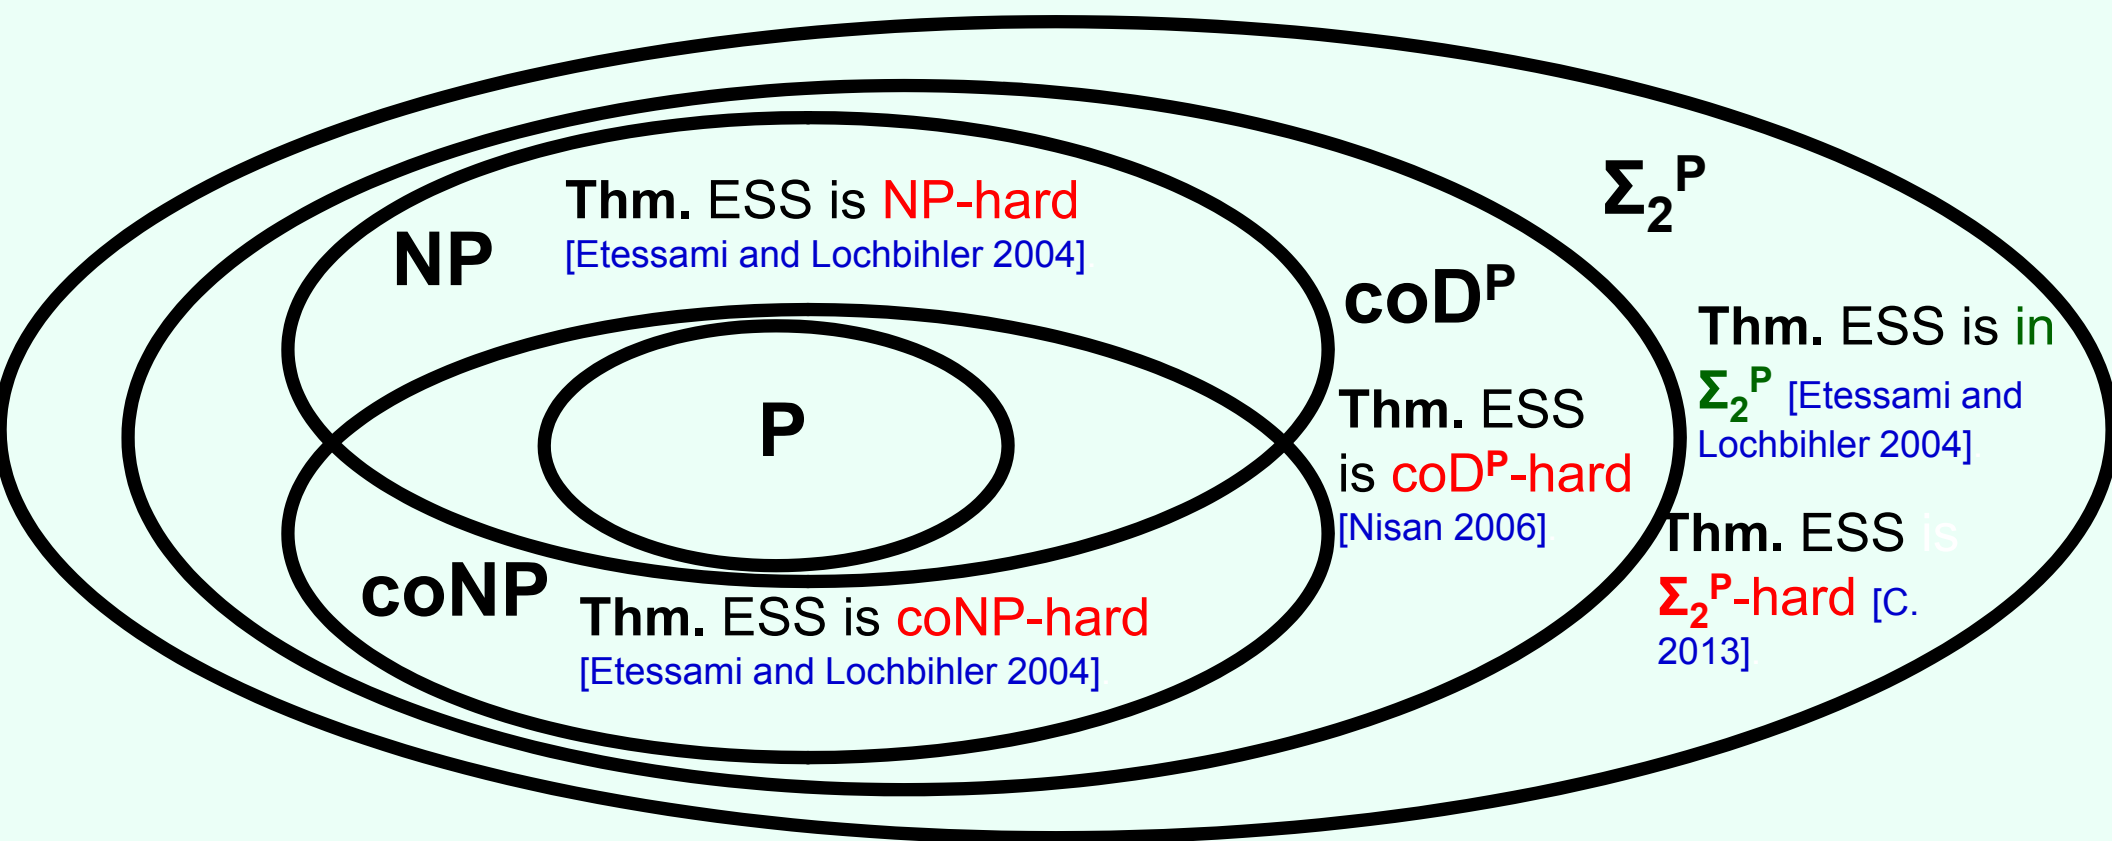 Thm. ESS is NP-hard
[Etessami and Lochbihler 2004]
NP
Σ₂ᴾ
coDᴾ
Thm. ESS is in
Σ₂ᴾ [Etessami and
Lochbihler 2004]
P
Thm. ESS
is coDᴾ-hard
[Nisan 2006]
Thm. ESS is
Σ₂ᴾ-hard [C.
2013]
coNP
Thm. ESS is coNP-hard
[Etessami and Lochbihler 2004]